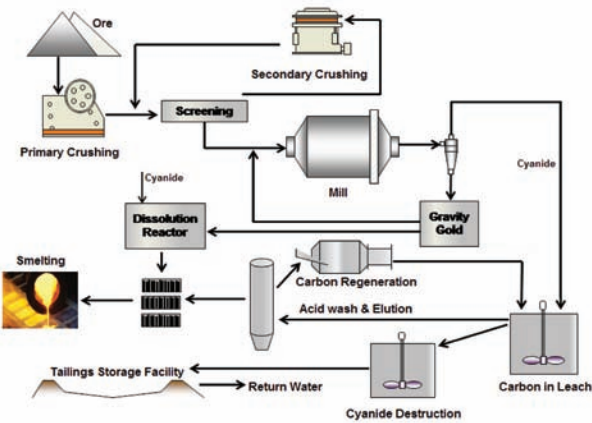 Ore
Secondary Crushing
Screening
Primary Crushing
Mill
Cyanide
Cyanide
Dissolution
Reactor
Gravity
Gold
Smelting
Carbon Regeneration
Acid wash & Elution
Tailings Storage Facility
Return Water
Cyanide Destruction
Carbon in Leach